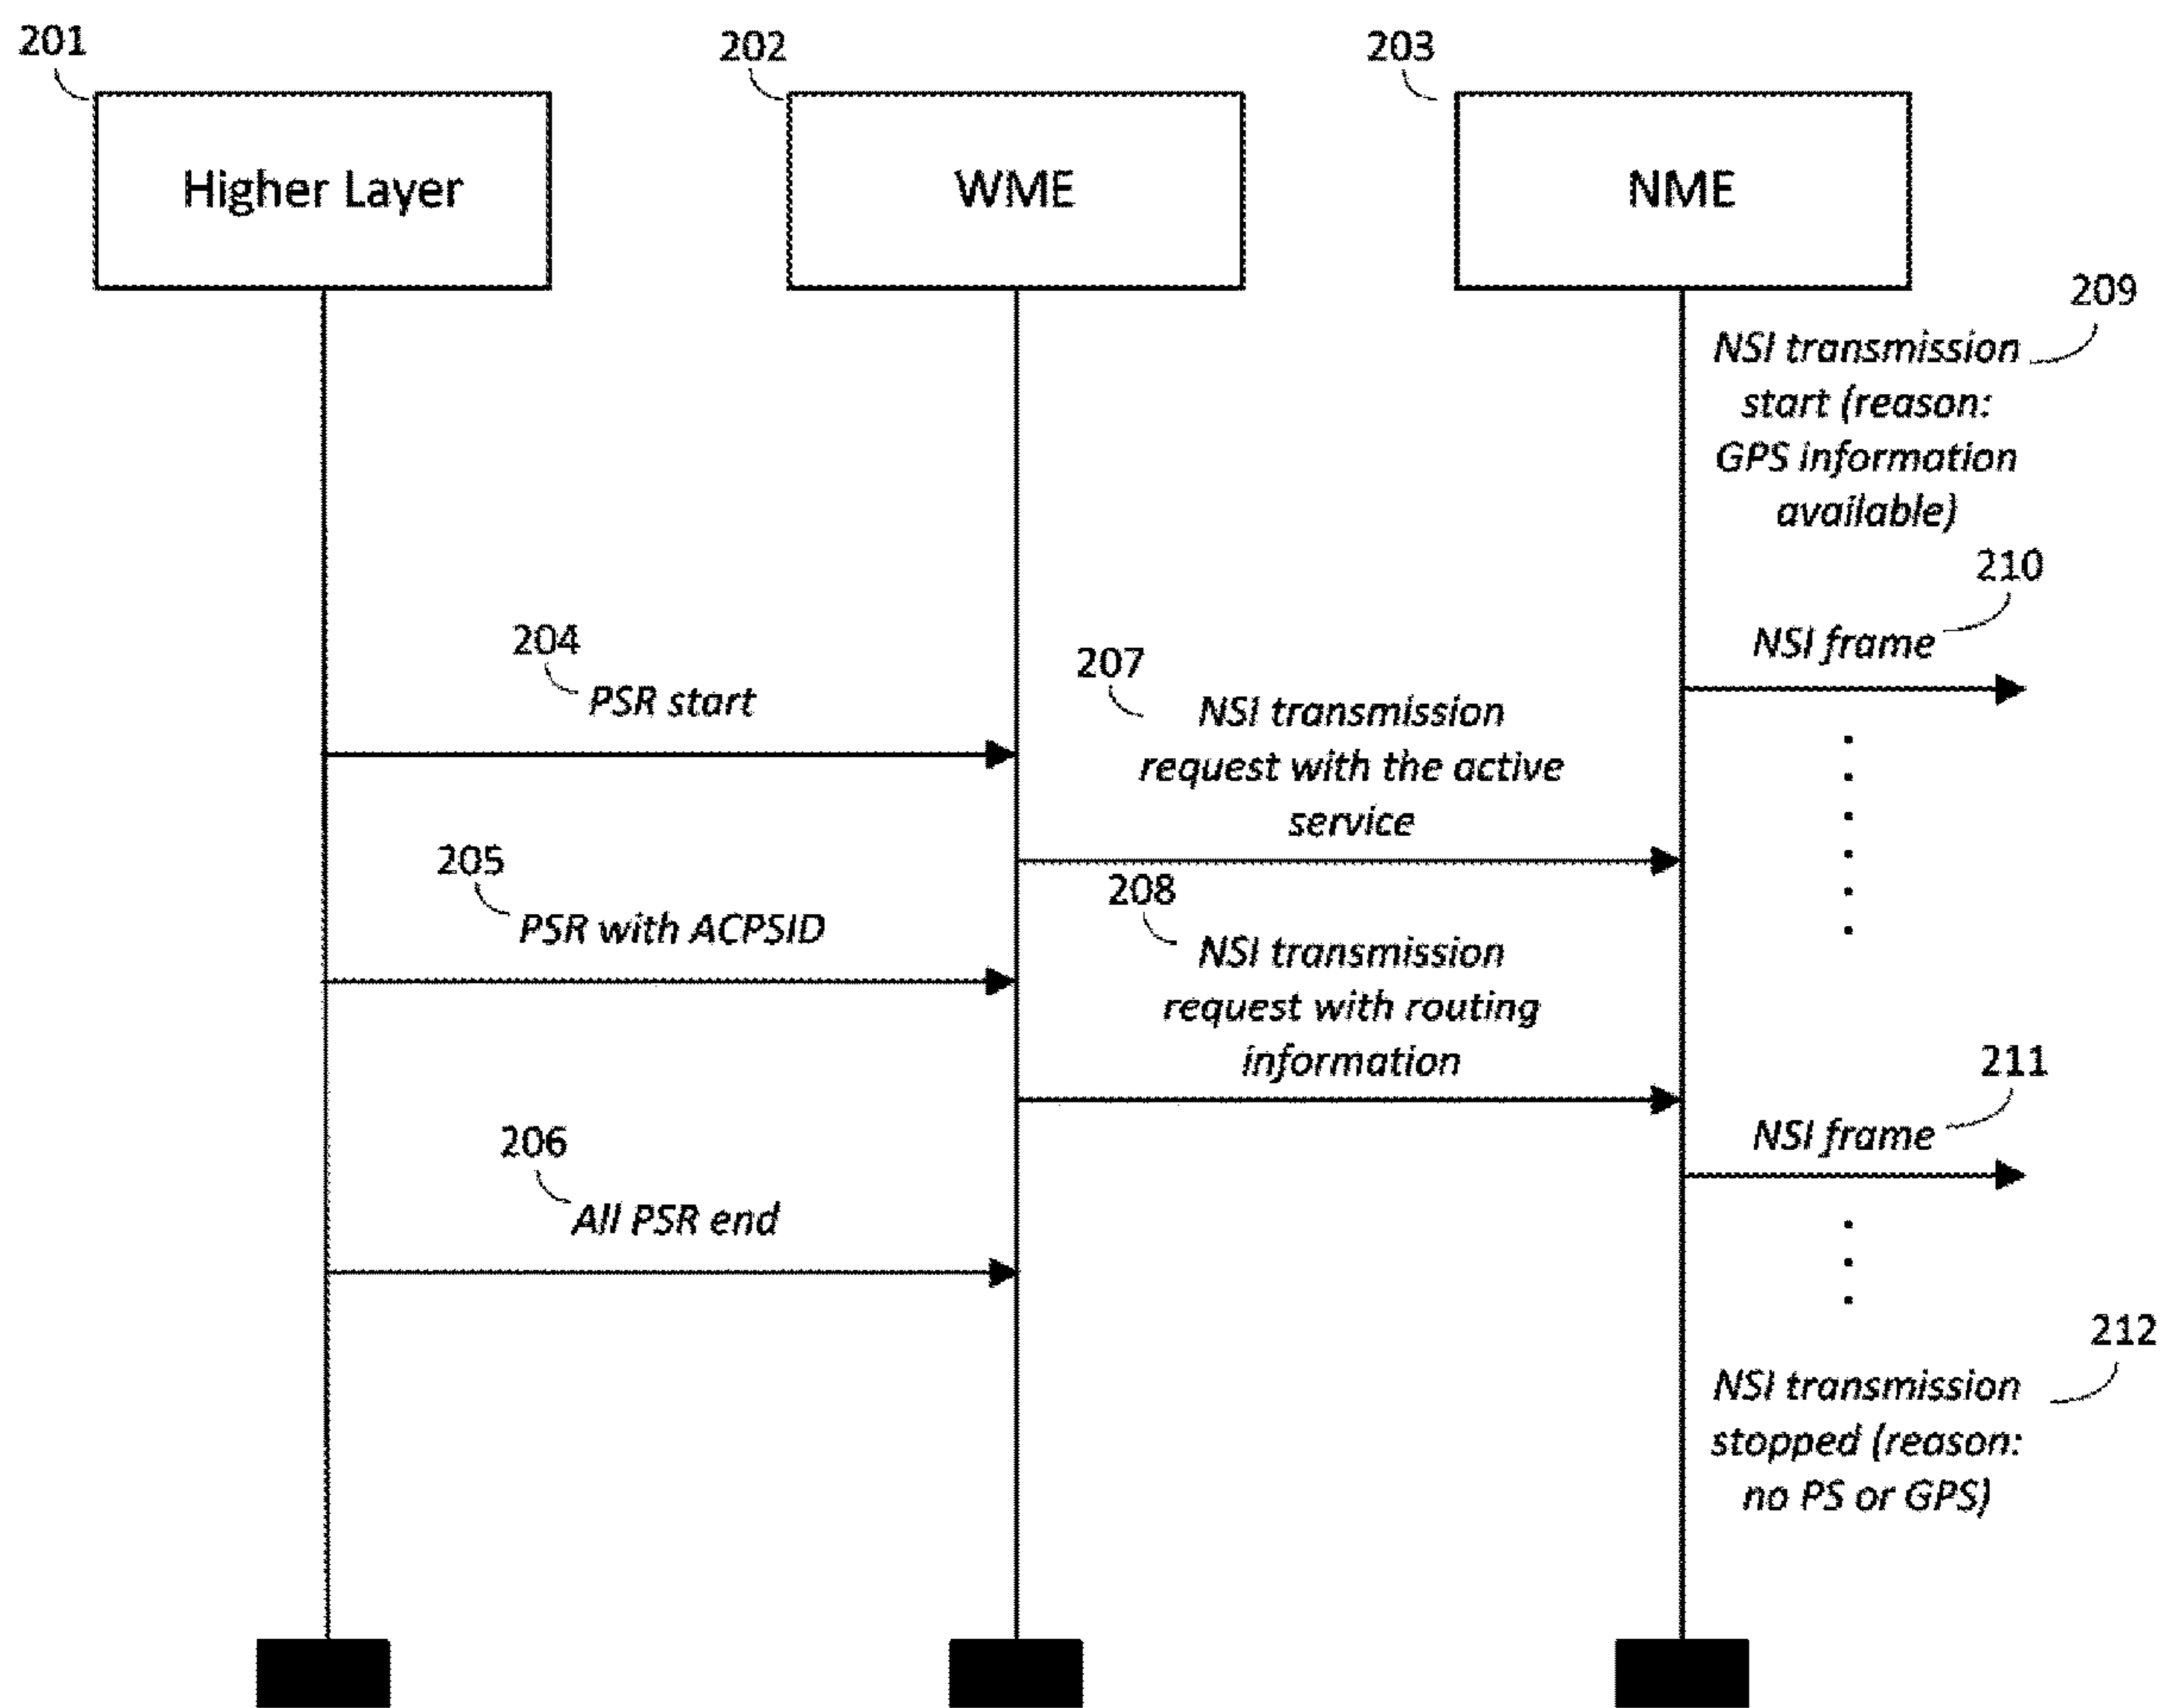 201
202
203
Higher Layer
WME
NME
209
NSI transmission
start (reason:
GPS information
available)
210
NSI frame
204
PSR start
207
NSI transmission
request with the active
service
205
PSR with ACPSID
208
NSI transmission
request with routing
information
211
NSI frame
206
All PSR end
212
NSI transmission
stopped (reason:
no PS or GPS)